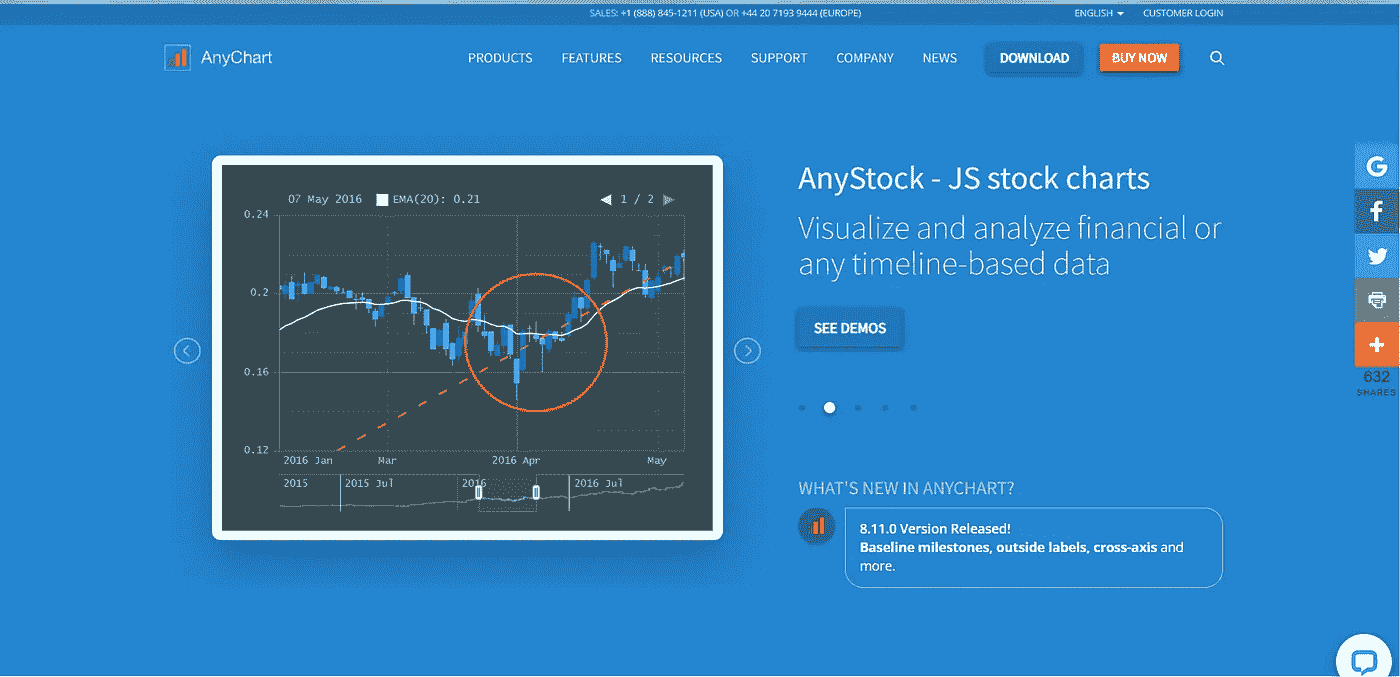 SALES: +1 (888) 845-1211 (USA) OR +44 20 7193 9444 (EUROPE)
ENGLISH
CUSTOMER LOGIN
AnyChart
PRODUCTS
FEATURES
RESOURCES
SUPPORT
COMPANY
NEWS
DOWNLOAD
BUY NOW
07 May 2016
EMA(20): 0.21
1 / 2
0.24
0.2
0.16
0.12
2016 Jan
Mar
2016 Apr
May
2015
2015 Jul
2016
2016 Jul
AnyStock - JS stock charts
Visualize and analyze financial or
any timeline-based data
SEE DEMOS
WHAT'S NEW IN ANYCHART?
8.11.0 Version Released!
Baseline milestones, outside labels, cross-axis and
more.
632
SHARES